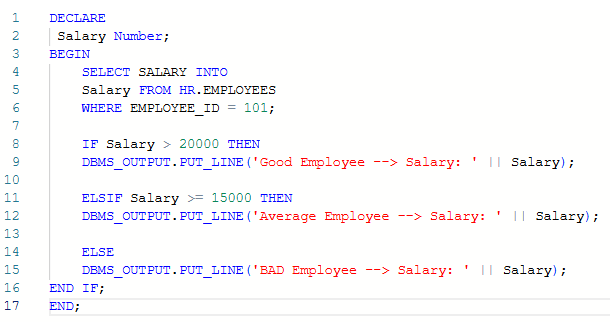 1 DECLARE
2 Salary Number;
3 BEGIN
4 SELECT SALARY INTO
5 Salary FROM HR.EMPLOYEES
6 WHERE EMPLOYEE_ID = 101;
7
8 IF Salary > 20000 THEN
9 DBMS_OUTPUT.PUT_LINE('Good Employee --> Salary: ' || Salary);
10
11 ELSIF Salary >= 15000 THEN
12 DBMS_OUTPUT.PUT_LINE('Average Employee --> Salary: ' || Salary);
13
14 ELSE
15 DBMS_OUTPUT.PUT_LINE('BAD Employee --> Salary: ' || Salary);
16 END IF;
17 END;